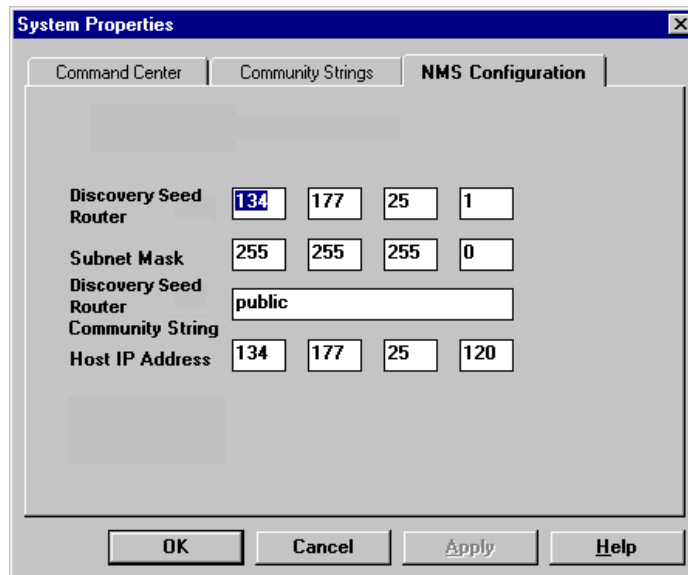 System Properties
Command Center Community Strings NMS Configuration
Discovery Seed
Router 134 177 25 1
Subnet Mask 255 255 255 0
Discovery Seed
Router public
Community String
Host IP Address 134 177 25 120
OK Cancel Apply Help